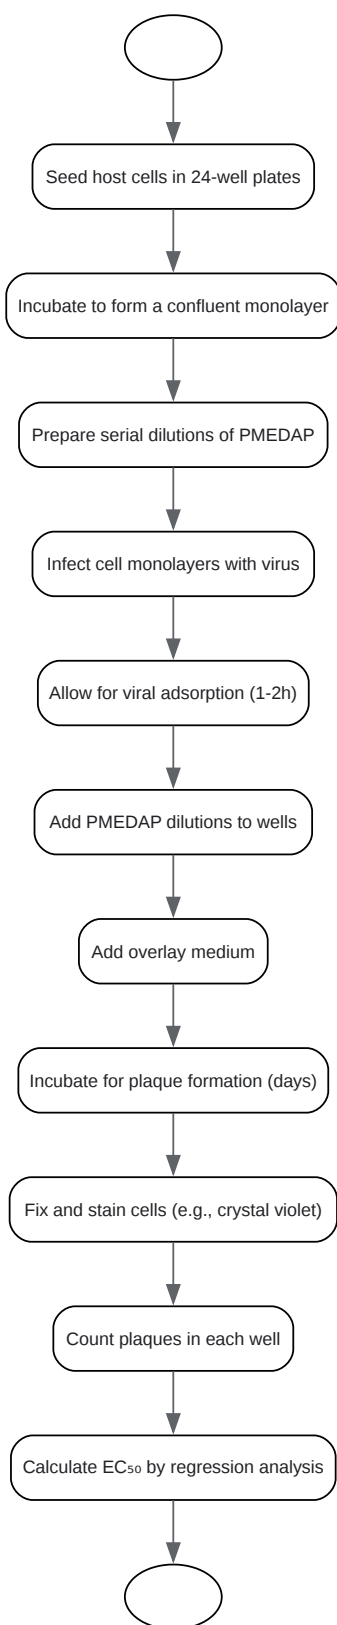 Seed host cells in 24-well plates
Incubate to form a confluent monolayer
Prepare serial dilutions of PMEDAP
Infect cell monolayers with virus
Allow for viral adsorption (1-2h)
Add PMEDAP dilutions to wells
Add overlay medium
Incubate for plaque formation (days)
Fix and stain cells (e.g., crystal violet)
Count plaques in each well
Calculate EC₅₀ by regression analysis